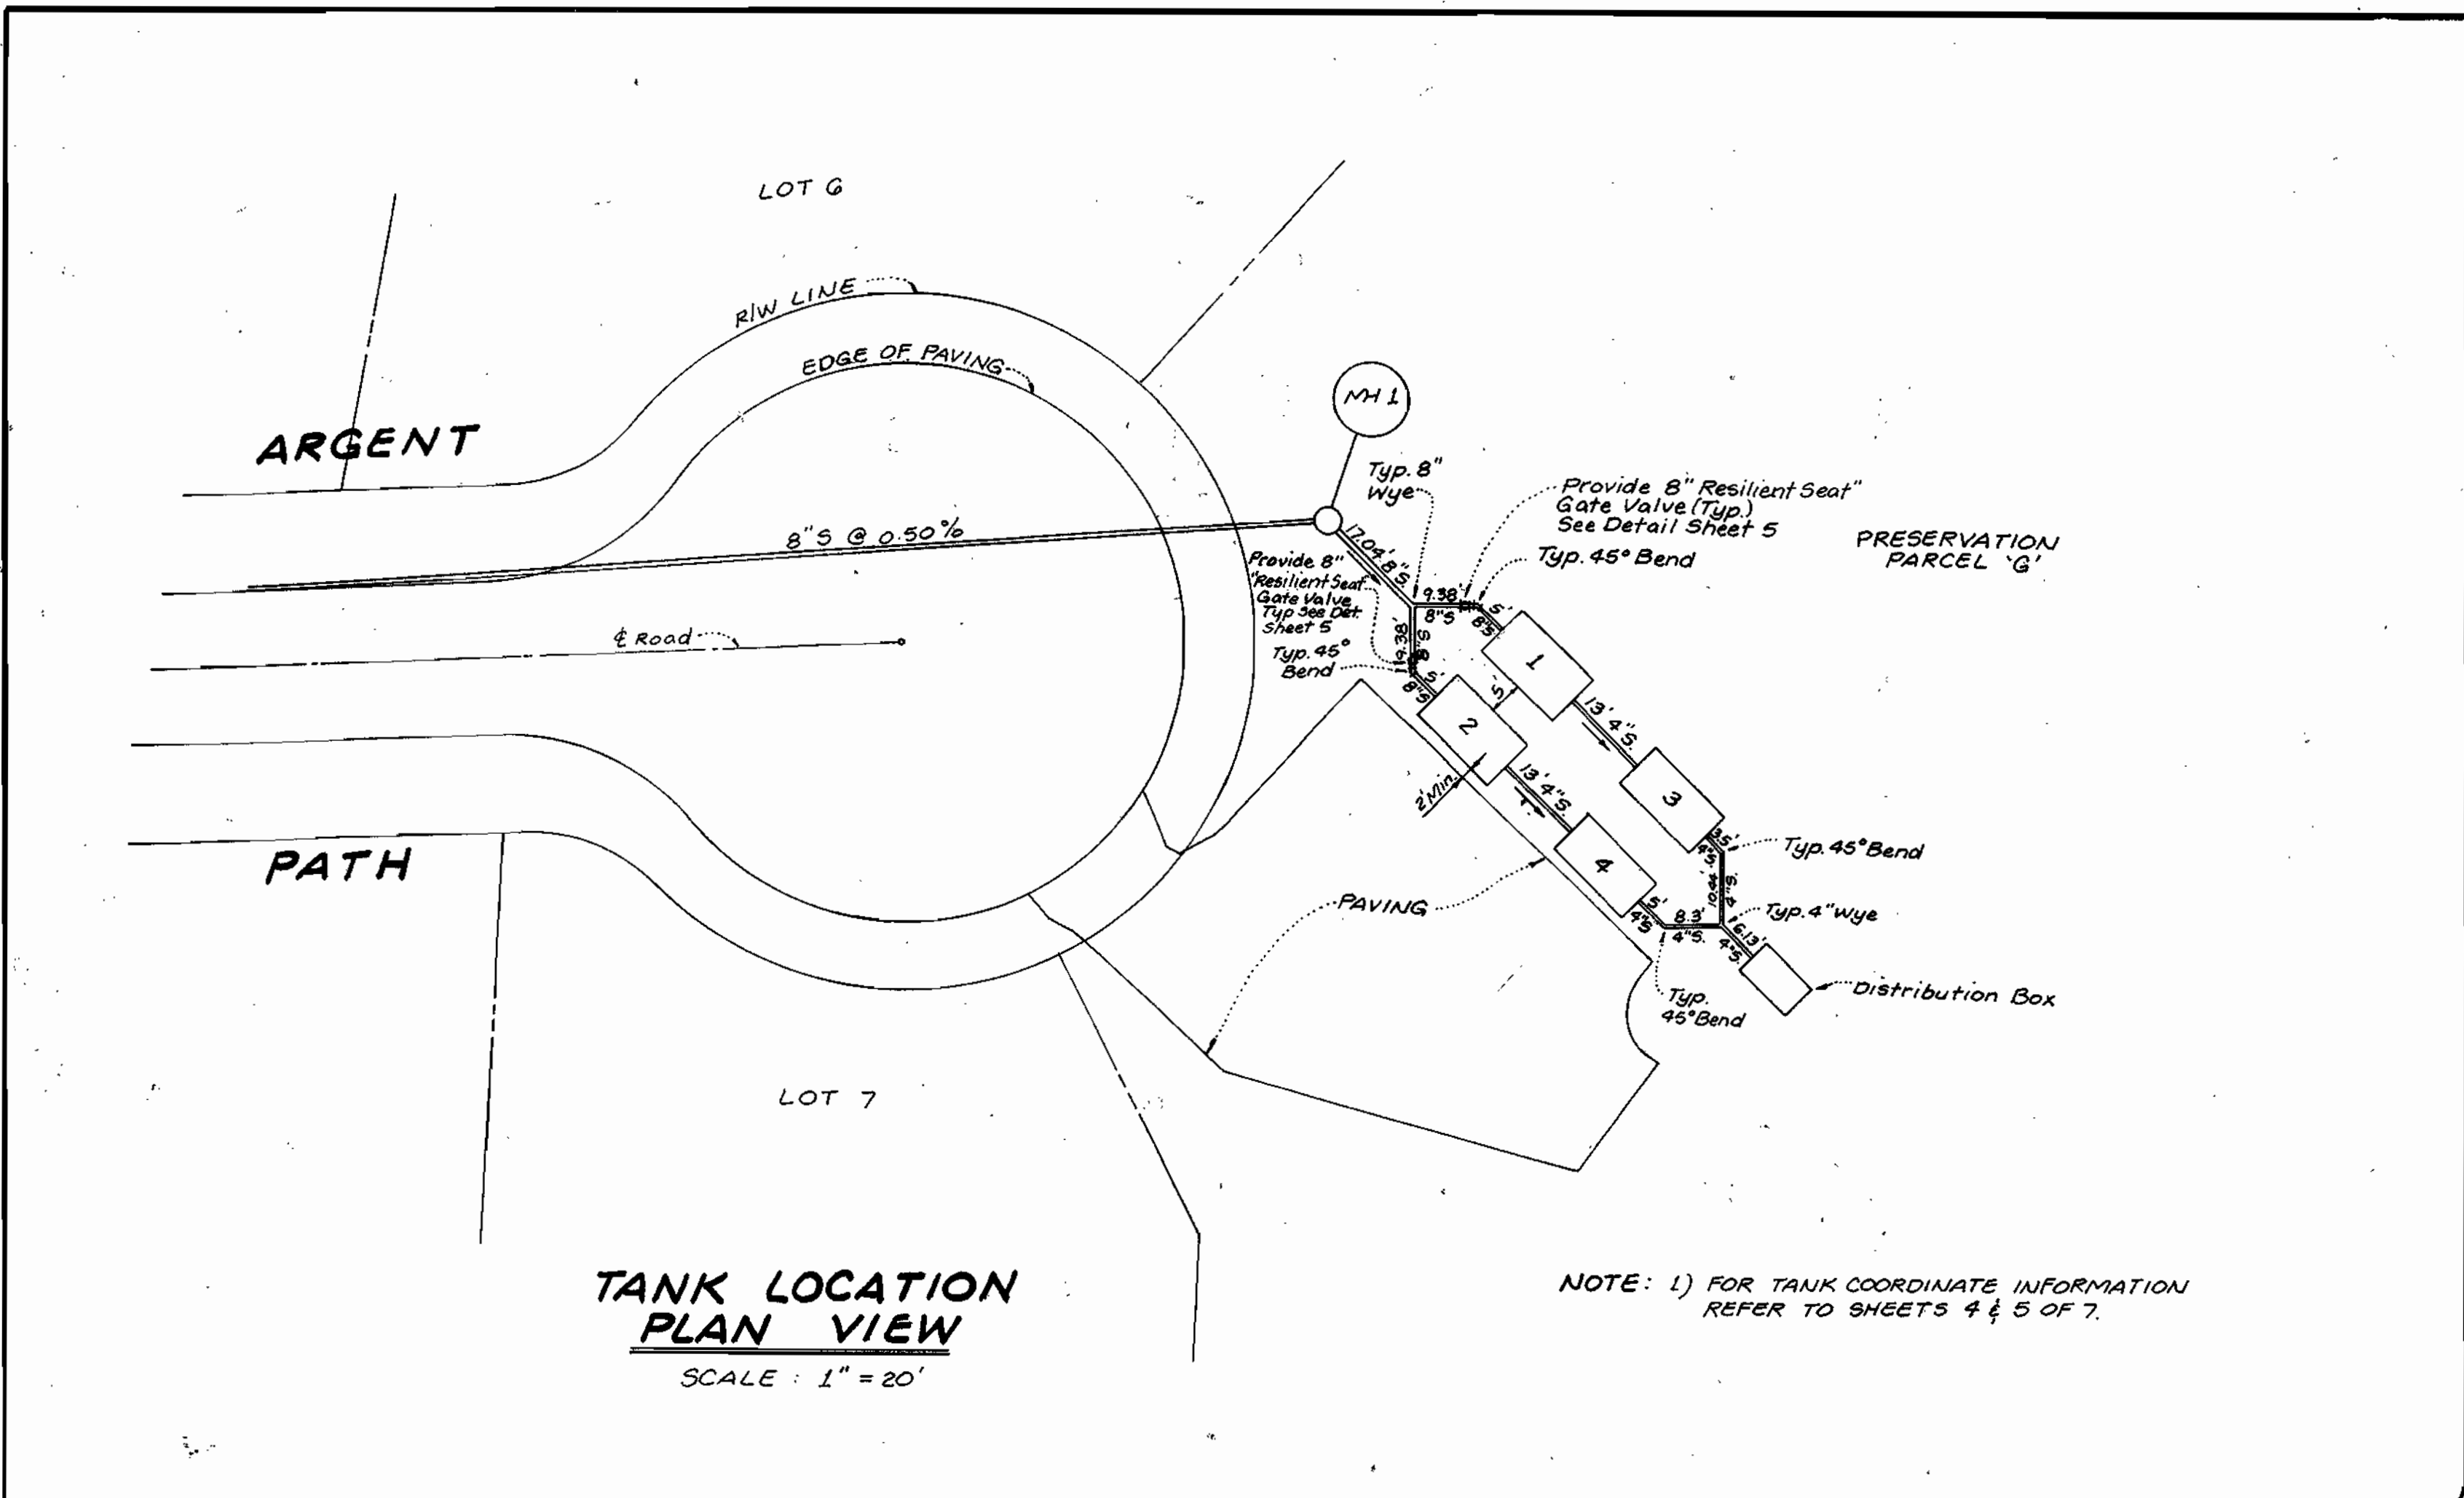 LOT 6
R/W LINE
EDGE OF PAVING
ARGENT
MH 1
Typ. 8"
Wye
Provide 8" Resilient Seat"
Gate Valve (Typ.)
See Detail Sheet 5
Typ. 45° Bend
PRESERVATION
PARCEL 'G'
8"S @ 0.50%
17.04' 8"S.
Provide 8"
"Resilient Seat
Gate Valve
Typ See Det.
Sheet 5
9.38'
8"S
5'
8"S
9.38'
8"S
Typ. 45°
Bend
5'
8"S
℄ Road
1
5'
2
13' 4"S.
2' Min.
13' 4"S.
3
4
3.5'
4"S
Typ. 45° Bend
10.44'
4"S.
PATH
PAVING
5'
4"S
8.3'
4"S.
Typ. 4" Wye
6.13'
4"S.
Typ.
45° Bend
Distribution Box
LOT 7
TANK LOCATION
PLAN VIEW
SCALE : 1" = 20'
NOTE: 1) FOR TANK COORDINATE INFORMATION
REFER TO SHEETS 4 & 5 OF 7.